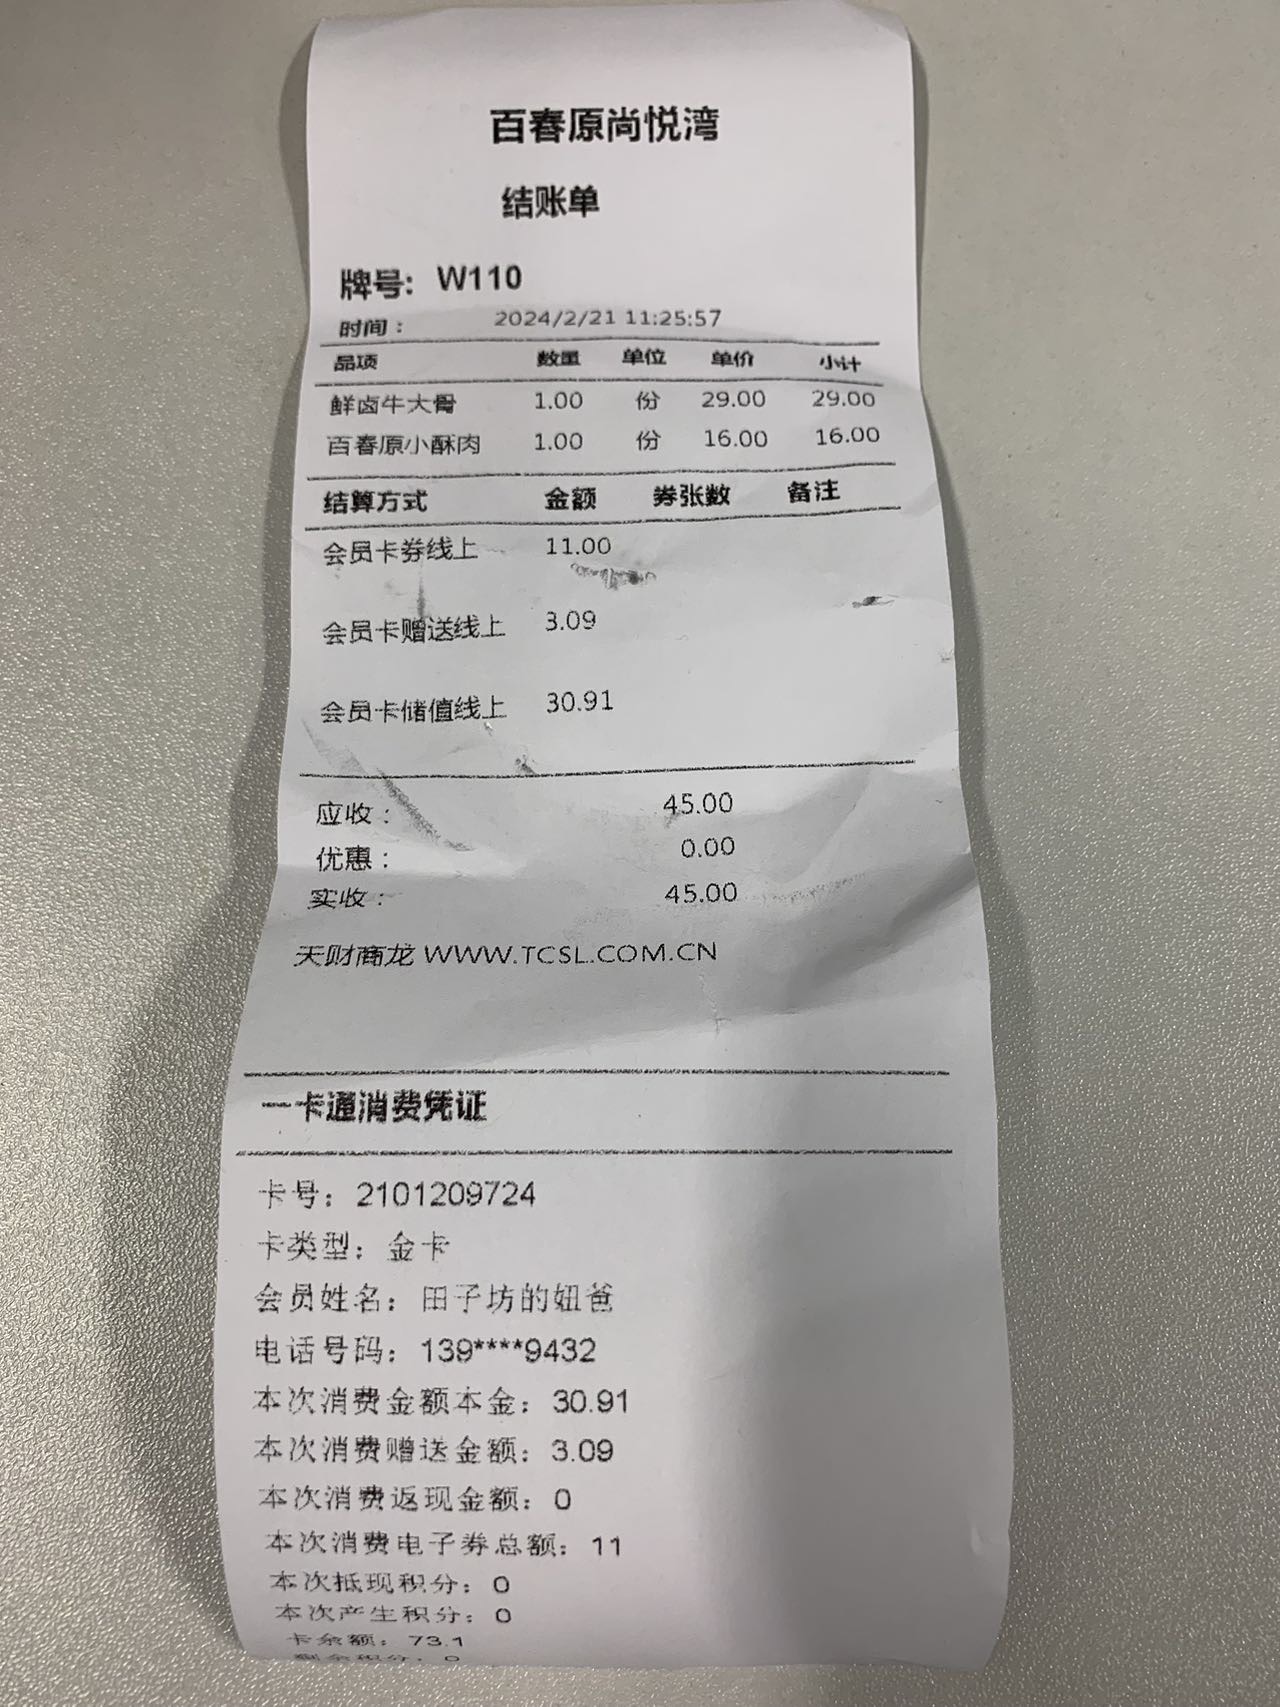 百春原尚悦湾
结账单
牌号: W110
时间： 2024/2/21 11:25:57
品项 数量 单位 单价 小计
鲜卤牛大骨 1.00 份 29.00 29.00
百春原小酥肉 1.00 份 16.00 16.00
结算方式 金额 券张数 备注
会员卡券线上 11.00
会员卡赠送线上 3.09
会员卡储值线上 30.91
应收： 45.00
优惠： 0.00
实收： 45.00
天财商龙 WWW.TCSL.COM.CN
一卡通消费凭证
卡号：2101209724
卡类型：金卡
会员姓名：田子坊的妞爸
电话号码：139****9432
本次消费金额本金：30.91
本次消费赠送金额：3.09
本次消费返现金额：0
本次消费电子券总额：11
本次抵现积分：0
本次产生积分：0
卡余额：73.1
剩余积分：0